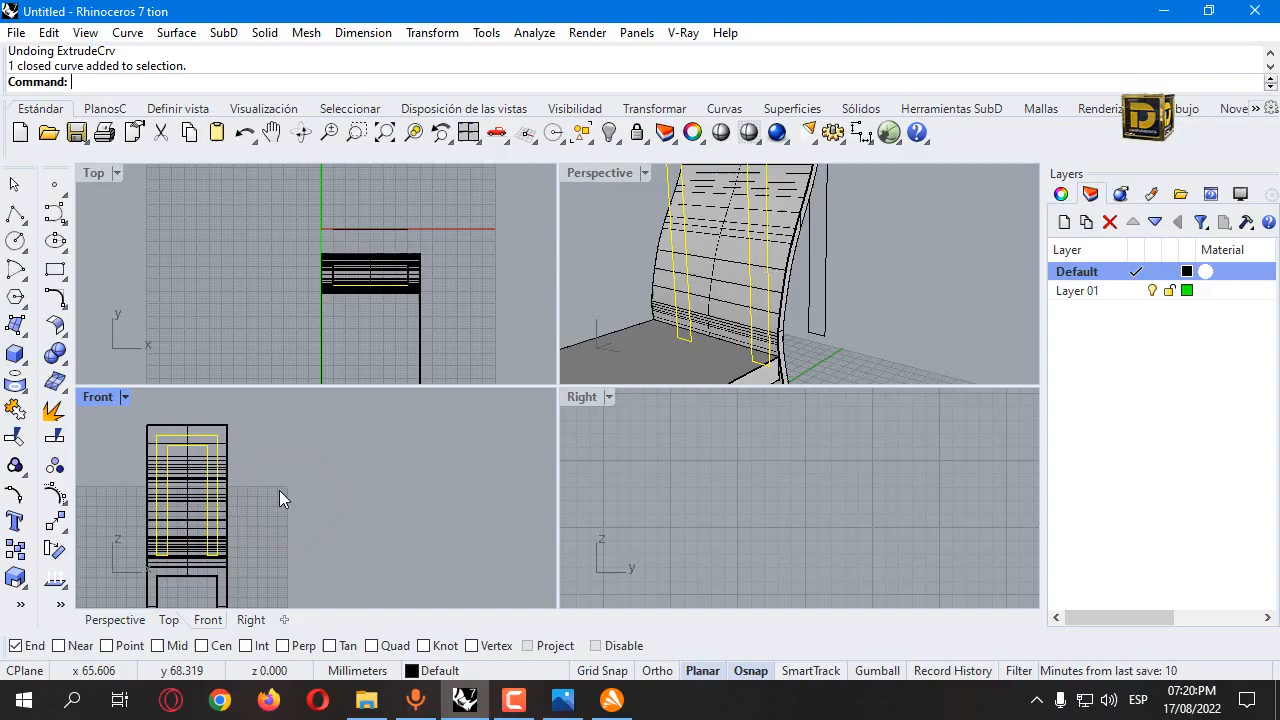 Untitled - Rhinoceros 7 tion
File Edit View Curve Surface SubD Solid Mesh Dimension Transform Tools Analyze Render Panels V-Ray Help
Undoing ExtrudeCrv
1 closed curve added to selection.
Command:
Estándar PlanosC Definir vista Visualización Seleccionar Disposi de las vistas Visibilidad Transformar Curvas Superficies Sólidos Herramientas SubD Mallas Renderiza bujo Nove »
Top
Perspective
Layers
Layer Material
Default
Layer 01
y
x
Front
Right
z
x
z
y
Perspective Top Front Right
End Near Point Mid Cen Int Perp Tan Quad Knot Vertex Project Disable
CPlane x 65.606 y 68.319 z 0.000 Millimeters Default Grid Snap Ortho Planar Osnap SmartTrack Gumball Record History Filter Minutes from last save: 10
ESP
07:20 PM
17/08/2022